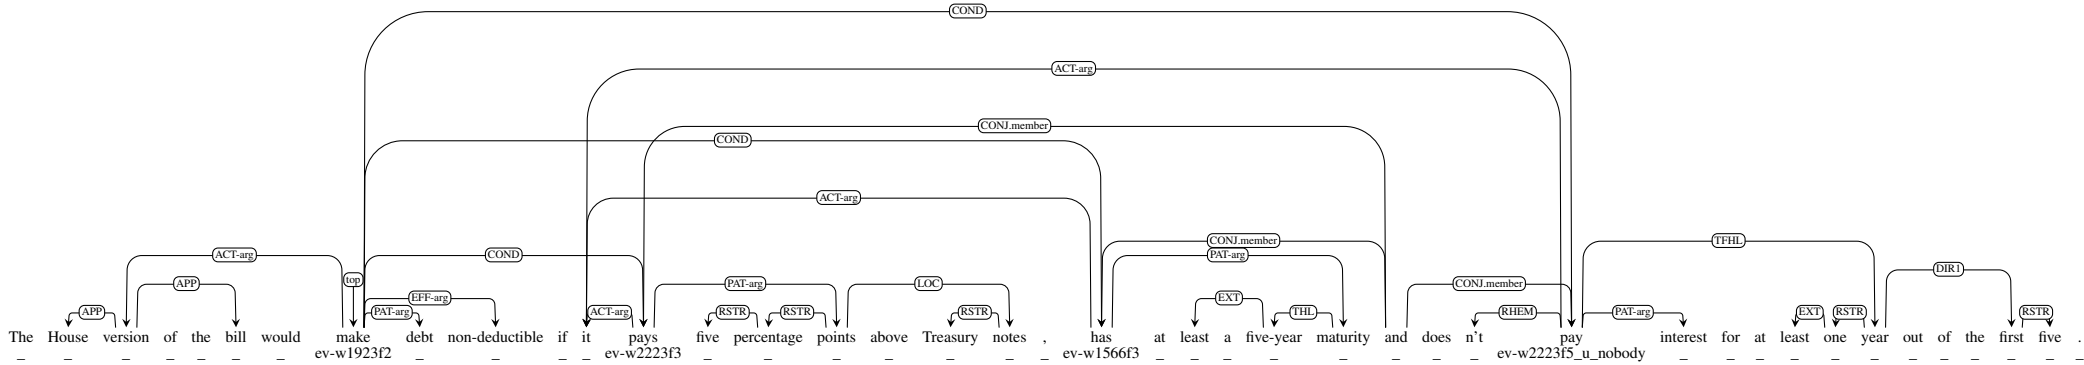 COND
ACT-arg
CONJ.member
COND
ACT-arg
CONJ.member TFHL
ACT-arg COND PAT-arg
DIR1
top APP PAT-arg LOC CONJ.member
EFF-arg EXT
APP PAT-arg ACT-arg RSTR RSTR RSTR THL RHEM PAT-arg EXT RSTR RSTR
The House version of the bill would make debt non-deductible if it pays five percentage points above Treasury notes , has at least a five-year maturity and does n't pay interest for at least one year out of the first five .
_ _ _ _ _ _ _ ev-w1923f2 _ _ _ _ ev-w2223f3 _ _ _ _ _ _ _ ev-w1566f3 _ _ _ _ _ _ _ _ ev-w2223f5_u_nobody _ _ _ _ _ _ _ _ _ _ _ _